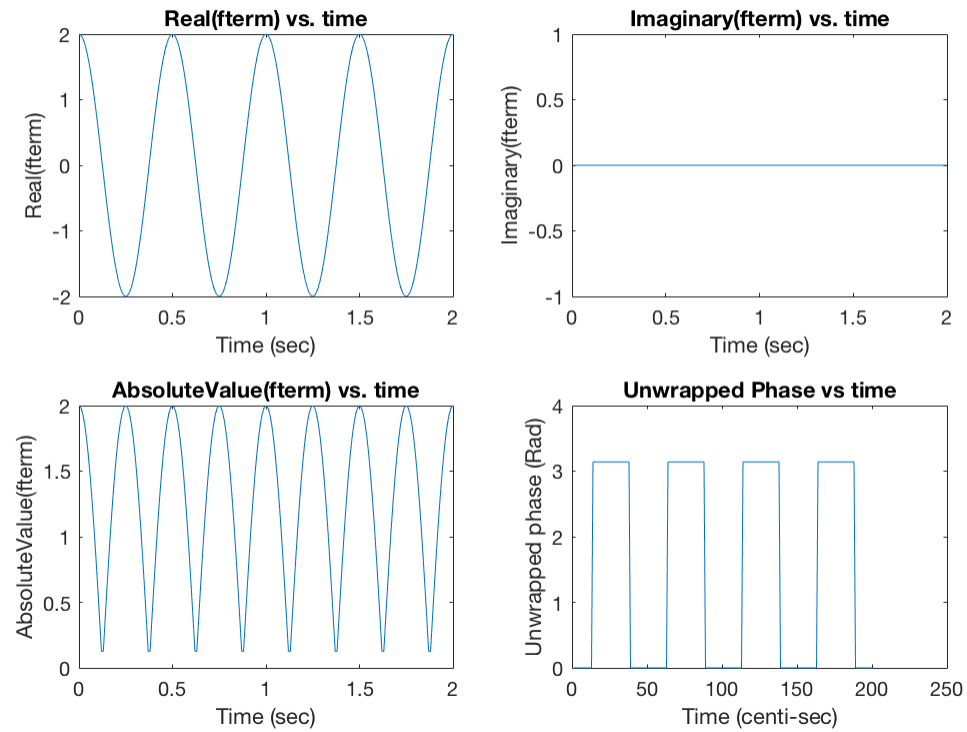 Real(fterm) vs. time
2
1
0
-1
-2
Real(fterm)
0 0.5 1 1.5 2
Time (sec)
Imaginary(fterm) vs. time
1
0.5
0
-0.5
-1
Imaginary(fterm)
0 0.5 1 1.5 2
Time (sec)
AbsoluteValue(fterm) vs. time
2
1.5
1
0.5
0
AbsoluteValue(fterm)
0 0.5 1 1.5 2
Time (sec)
Unwrapped Phase vs time
4
3
2
1
0
Unwrapped phase (Rad)
0 50 100 150 200 250
Time (centi-sec)